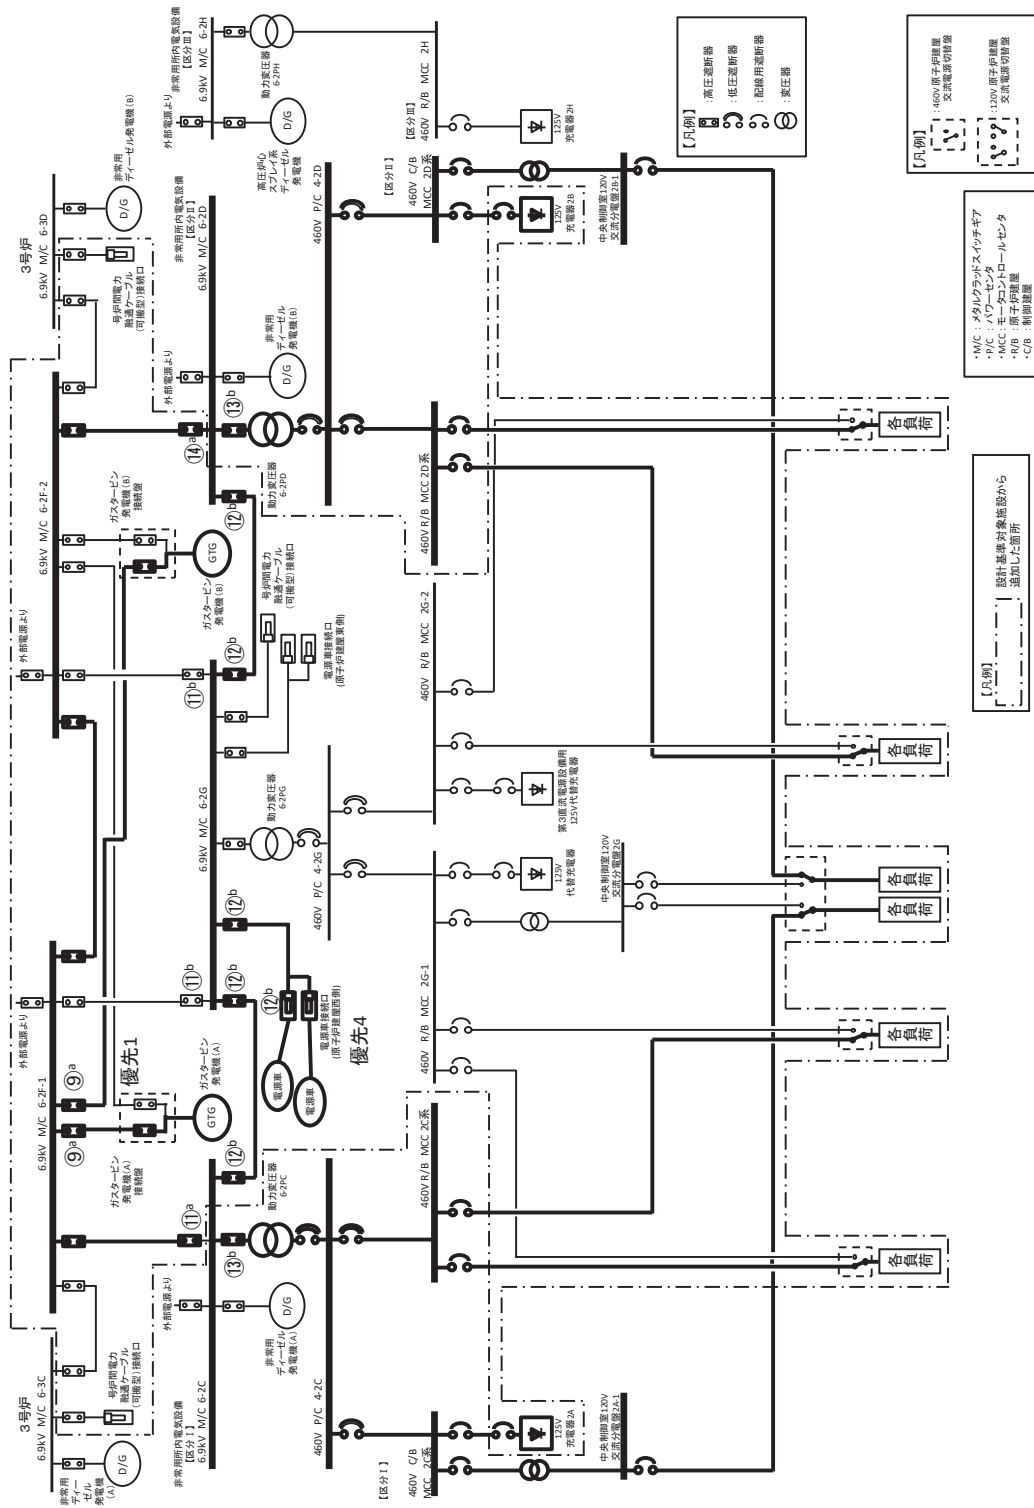 3号炉
6.9kV M/C 6-3C
非常用
ディー
ゼル
発電機
(A)
D/G
号炉間電力
融通ケーブル
(可搬型)接続口
外部電源より
6.9kV M/C 6-2F-1
⑨a
⑨a
優先1
ガスタービン
発電機(A)
接続盤
ガスタービン
発電機(A)
GTG
外部電源より
6.9kV M/C 6-2F-2
ガスタービン
発電機(B)
接続盤
ガスタービン
発電機(B)
GTG
3号炉
6.9kV M/C 6-3D
非常用
ディーゼル発電機(B)
D/G
号炉間電力
融通ケーブル
(可搬型)接続口
非常用所内電気設備
【区分Ⅰ】
6.9kV M/C 6-2C
外部電源より
⑪a
⑬b
⑫b
動力変圧器
6-2PC
非常用
ディーゼル
発電機(A)
D/G
460V P/C 4-2C
⑪b
⑫b
⑫b
⑫b
電源車
電源車
電源車接続口
(原子炉建屋西側)
優先4
6.9kV M/C 6-2G
⑪b
⑫b
動力変圧器
6-2PG
460V P/C 4-2G
号炉間電力
融通ケーブル
(可搬型)接続口
電源車接続口
(原子炉建屋東側)
非常用所内電気設備
【区分Ⅱ】
6.9kV M/C 6-2D
外部電源より
⑭a
⑬b
⑫b
動力変圧器
6-2PD
非常用
ディーゼル
発電機(B)
D/G
460V P/C 4-2D
非常用所内電気設備
【区分Ⅲ】
6.9kV M/C 6-2H
外部電源より
動力変圧器
6-2PH
D/G
高圧炉心
スプレイ系
ディーゼル
発電機
【区分Ⅰ】
460V C/B
MCC 2C系
125V
充電器2A
中央制御室120V
交流分電盤2A-1
460V R/B MCC 2C系
460V R/B MCC 2G-1
125V
代替充電器
中央制御室120V
交流分電盤2G
460V R/B MCC 2G-2
第3直流電源設備用
125V代替充電器
460V R/B MCC 2D系
【区分Ⅱ】
460V C/B
MCC 2D系
125V
充電器2B
中央制御室120V
交流分電盤2B-1
【区分Ⅲ】
460V R/B MCC 2H
125V
充電器2H
各負荷
各負荷
各負荷
各負荷
各負荷
各負荷
【凡例】
:高圧遮断器
:低圧遮断器
:配線用遮断器
:変圧器
【凡例】
:460V原子炉建屋
交流電源切替盤
:120V原子炉建屋
交流電源切替盤
・M/C :メタルクラッドスイッチギア
・P/C :パワーセンタ
・MCC :モータコントロールセンタ
・R/B :原子炉建屋
・C/B :制御建屋
【凡例】
設計基準対象施設から
追加した箇所